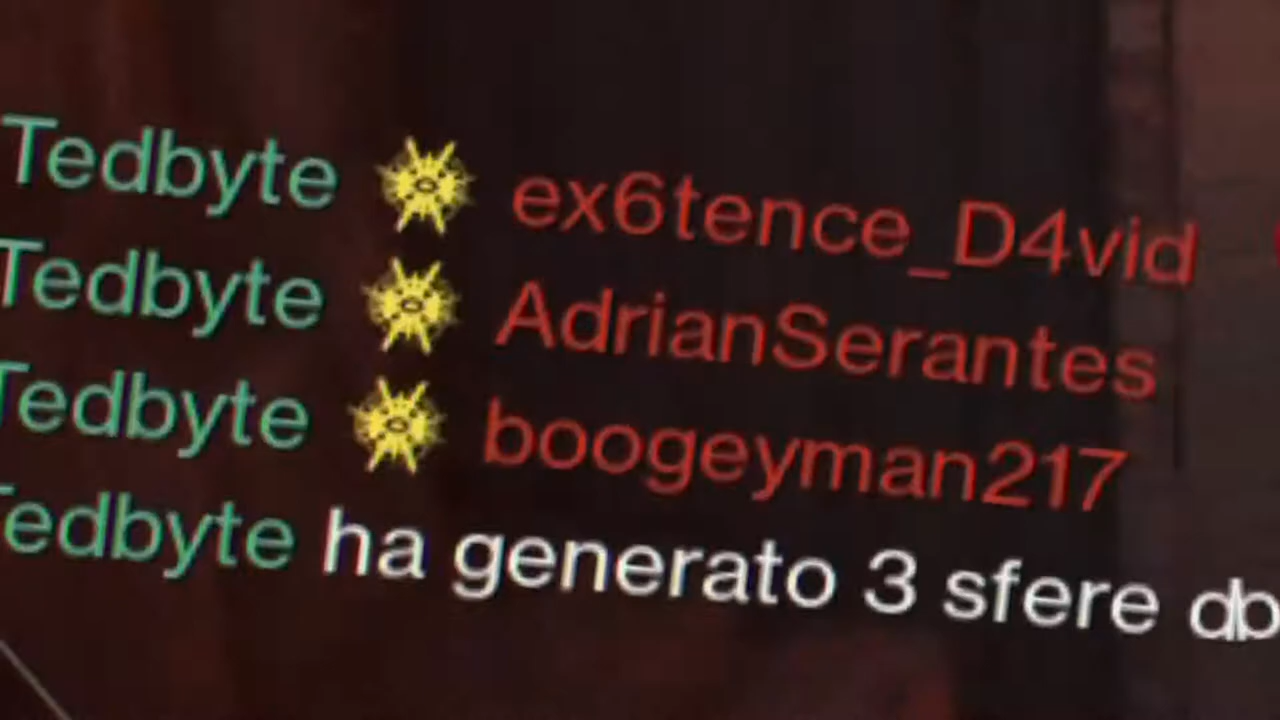 Tedbyte ex6tence_D4vid
Tedbyte AdrianSerantes
Tedbyte boogeyman217
Tedbyte ha generato 3 sfere